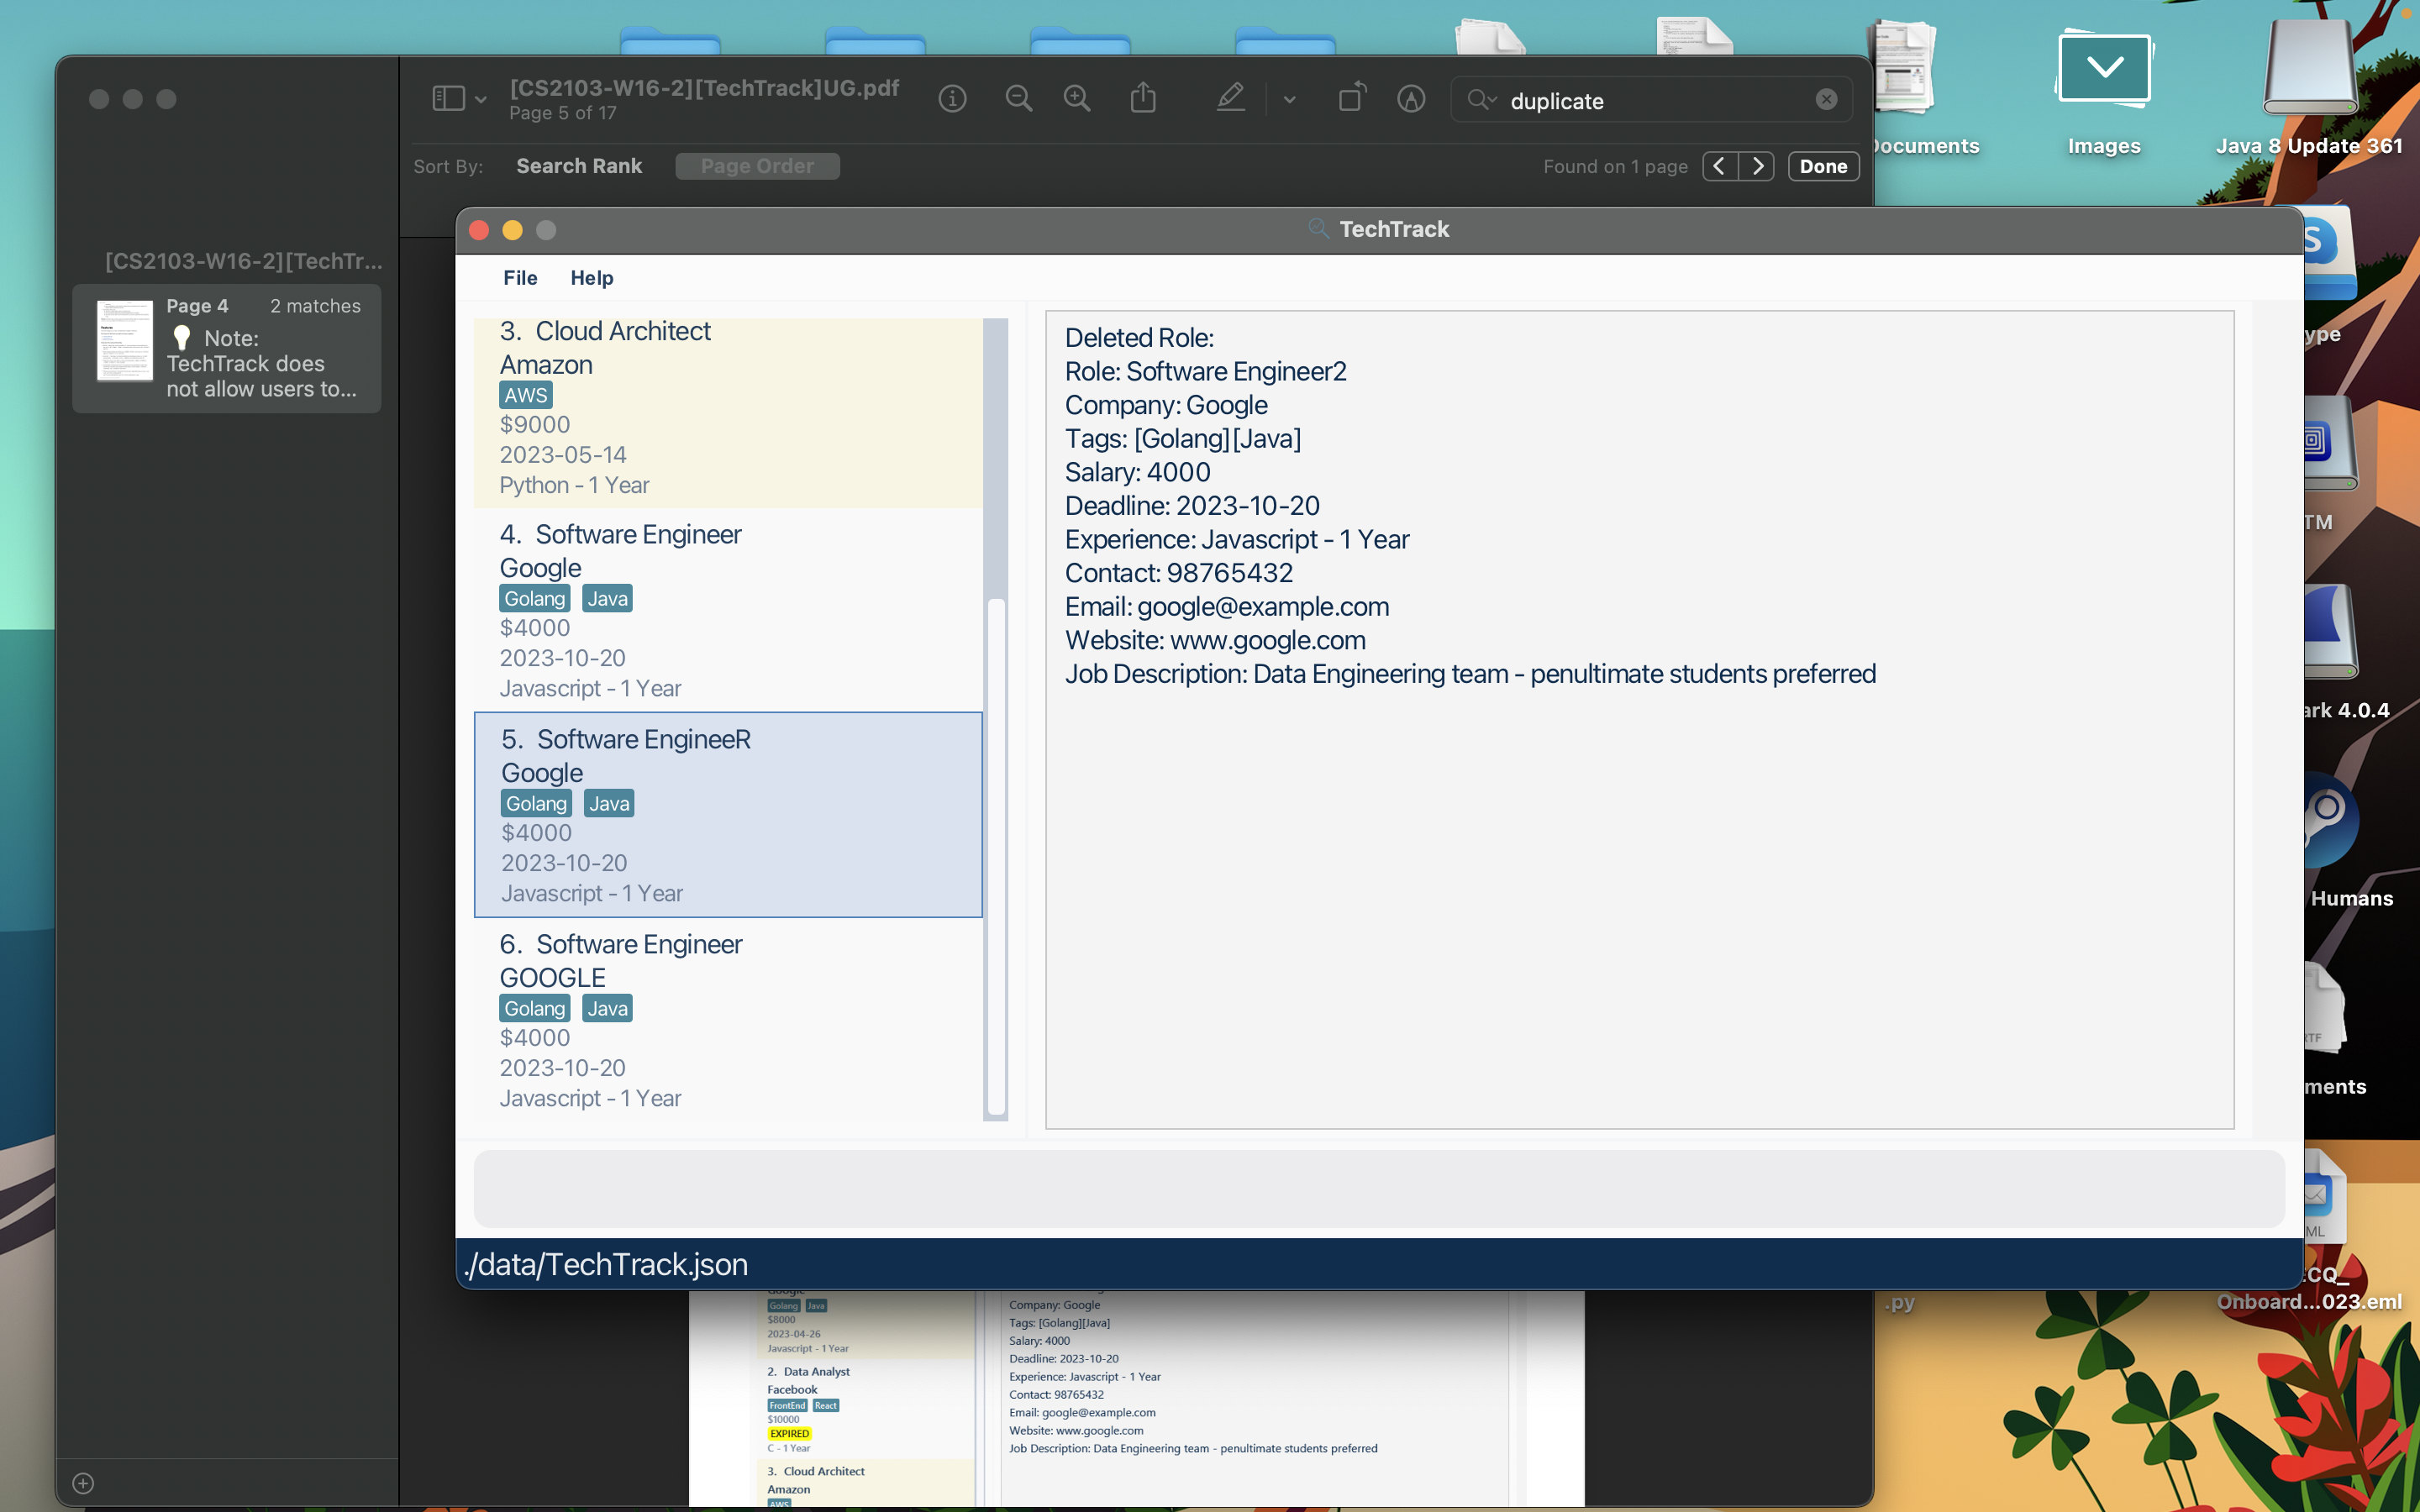 [CS2103-W16-2][TechTrack]UG.pdf
Page 5 of 17
duplicate
Sort By:
Search Rank
Page Order
Found on 1 page
Done
[CS2103-W16-2][TechTr...
Page 4
2 matches
Note:
TechTrack does
not allow users to...
Documents
Images
Java 8 Update 361
TechTrack
File
Help
3. Cloud Architect
Amazon
AWS
$9000
2023-05-14
Python - 1 Year
4. Software Engineer
Google
Golang Java
$4000
2023-10-20
Javascript - 1 Year
5. Software EngineeR
Google
Golang Java
$4000
2023-10-20
Javascript - 1 Year
6. Software Engineer
GOOGLE
Golang Java
$4000
2023-10-20
Javascript - 1 Year
Deleted Role:
Role: Software Engineer2
Company: Google
Tags: [Golang][Java]
Salary: 4000
Deadline: 2023-10-20
Experience: Javascript - 1 Year
Contact: 98765432
Email: google@example.com
Website: www.google.com
Job Description: Data Engineering team - penultimate students preferred
./data/TechTrack.json
ype
TM
ark 4.0.4
Humans
RTF
ments
ML
ECQ_
Onboard...023.eml
.py
Google
Golang Java
$8000
2023-04-26
Javascript - 1 Year
2. Data Analyst
Facebook
FrontEnd React
$10000
EXPIRED
C - 1 Year
3. Cloud Architect
Amazon
AWS
Company: Google
Tags: [Golang][Java]
Salary: 4000
Deadline: 2023-10-20
Experience: Javascript - 1 Year
Contact: 98765432
Email: google@example.com
Website: www.google.com
Job Description: Data Engineering team - penultimate students preferred